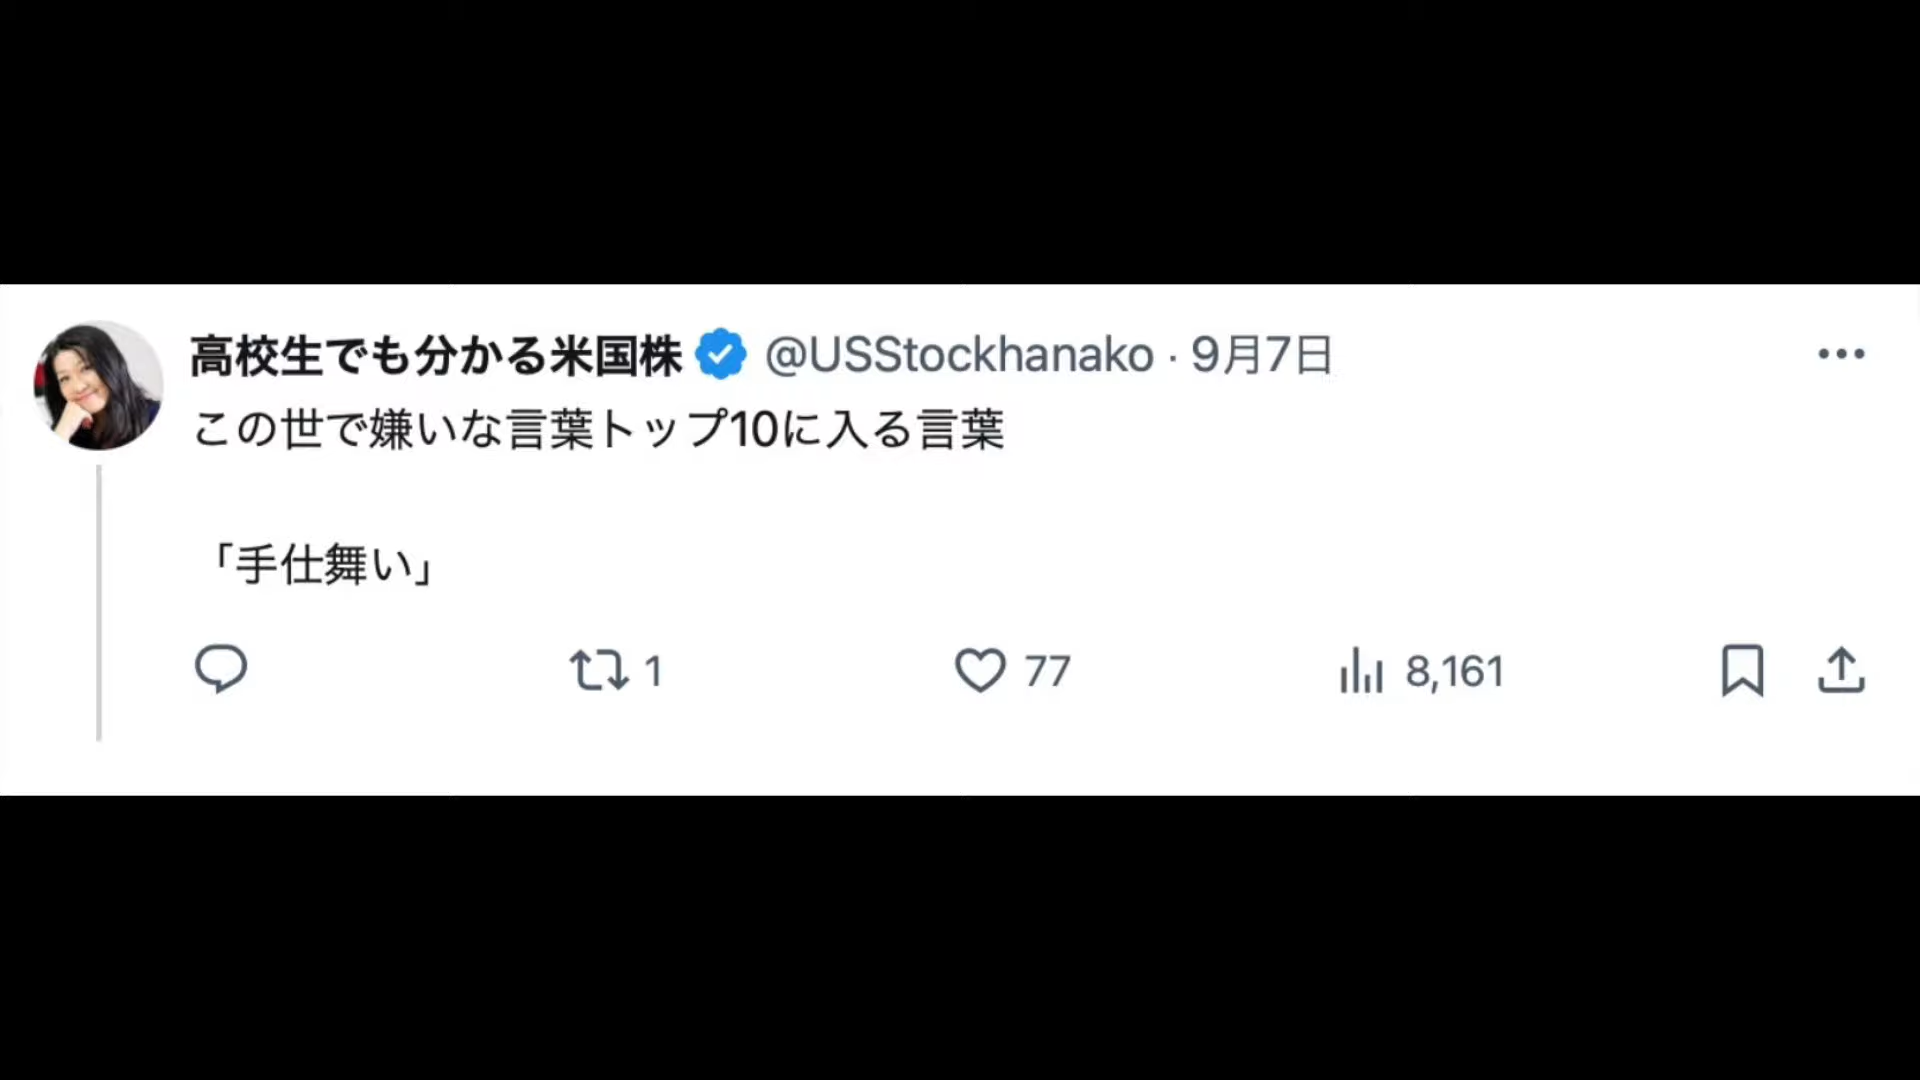 高校生でも分かる米国株 @USStockhanako · 9月7日
この世で嫌いな言葉トップ10に入る言葉
「手仕舞い」
1 77 8,161